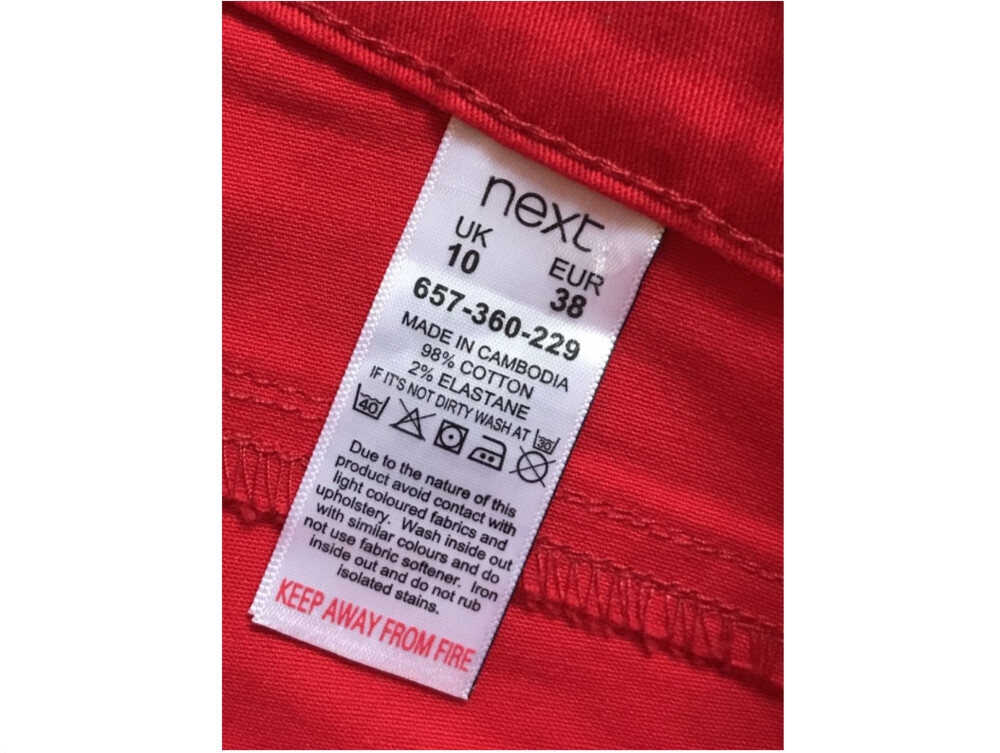 next
UK EUR
10 38
657-360-229
MADE IN CAMBODIA
98% COTTON
2% ELASTANE
IF IT'S NOT DIRTY WASH AT 30
40
Due to the nature of this
product avoid contact with
light coloured fabrics and
upholstery. Wash inside out
with similar colours and do
not use fabric softener. Iron
inside out and do not rub
isolated stains.
KEEP AWAY FROM FIRE